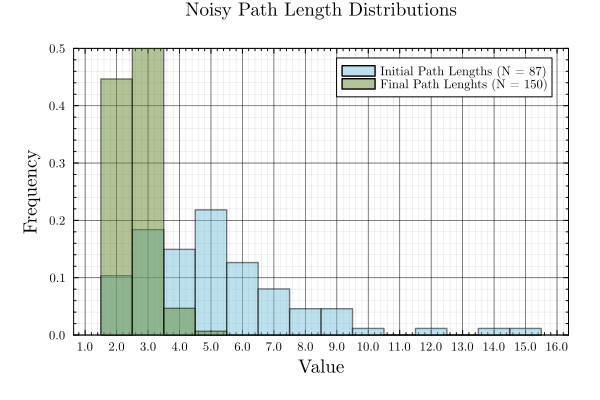 Noisy Path Length Distributions
Initial Path Lengths (N = 87)
Final Path Lenghts (N = 150)
0.5
0.4
0.3
0.2
0.1
0.0
Frequency
1.0 2.0 3.0 4.0 5.0 6.0 7.0 8.0 9.0 10.0 11.0 12.0 13.0 14.0 15.0 16.0
Value